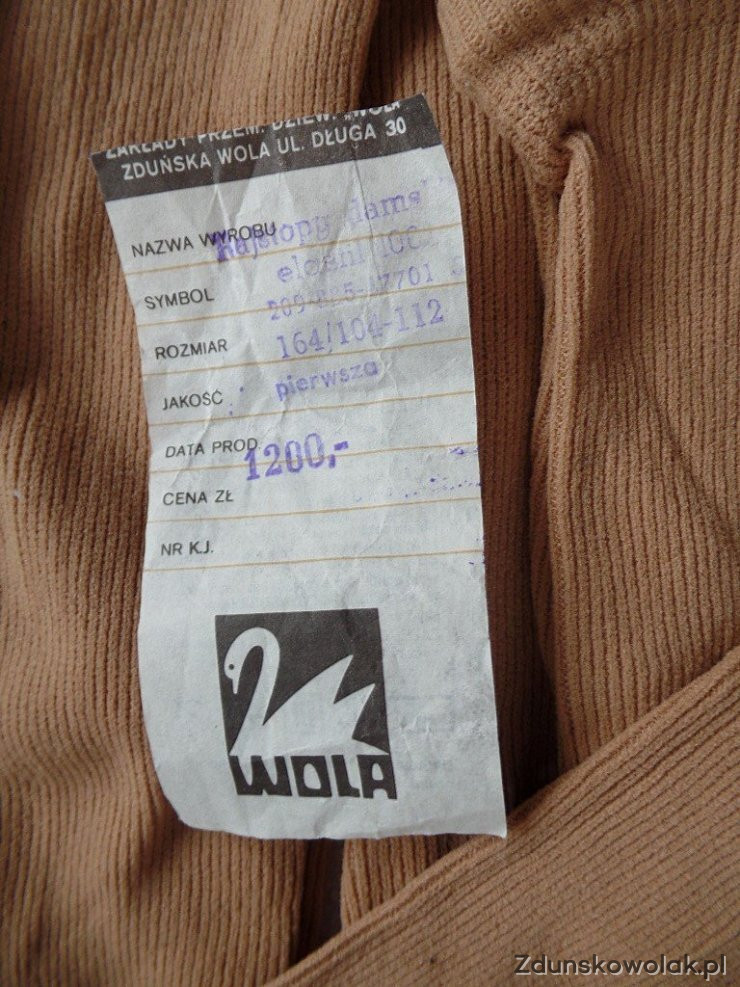 ZAKŁADY PRZEM. DZIEW. „WOLA"
ZDUŃSKA WOLA UL. DŁUGA 30
NAZWA WYROBU Rajstopy
SYMBOL
ROZMIAR 164/104-112
JAKOŚĆ pierwsza
DATA PROD.
1200,-
CENA ZŁ
NR K.J.
WOLA
Zdunskowolak.pl